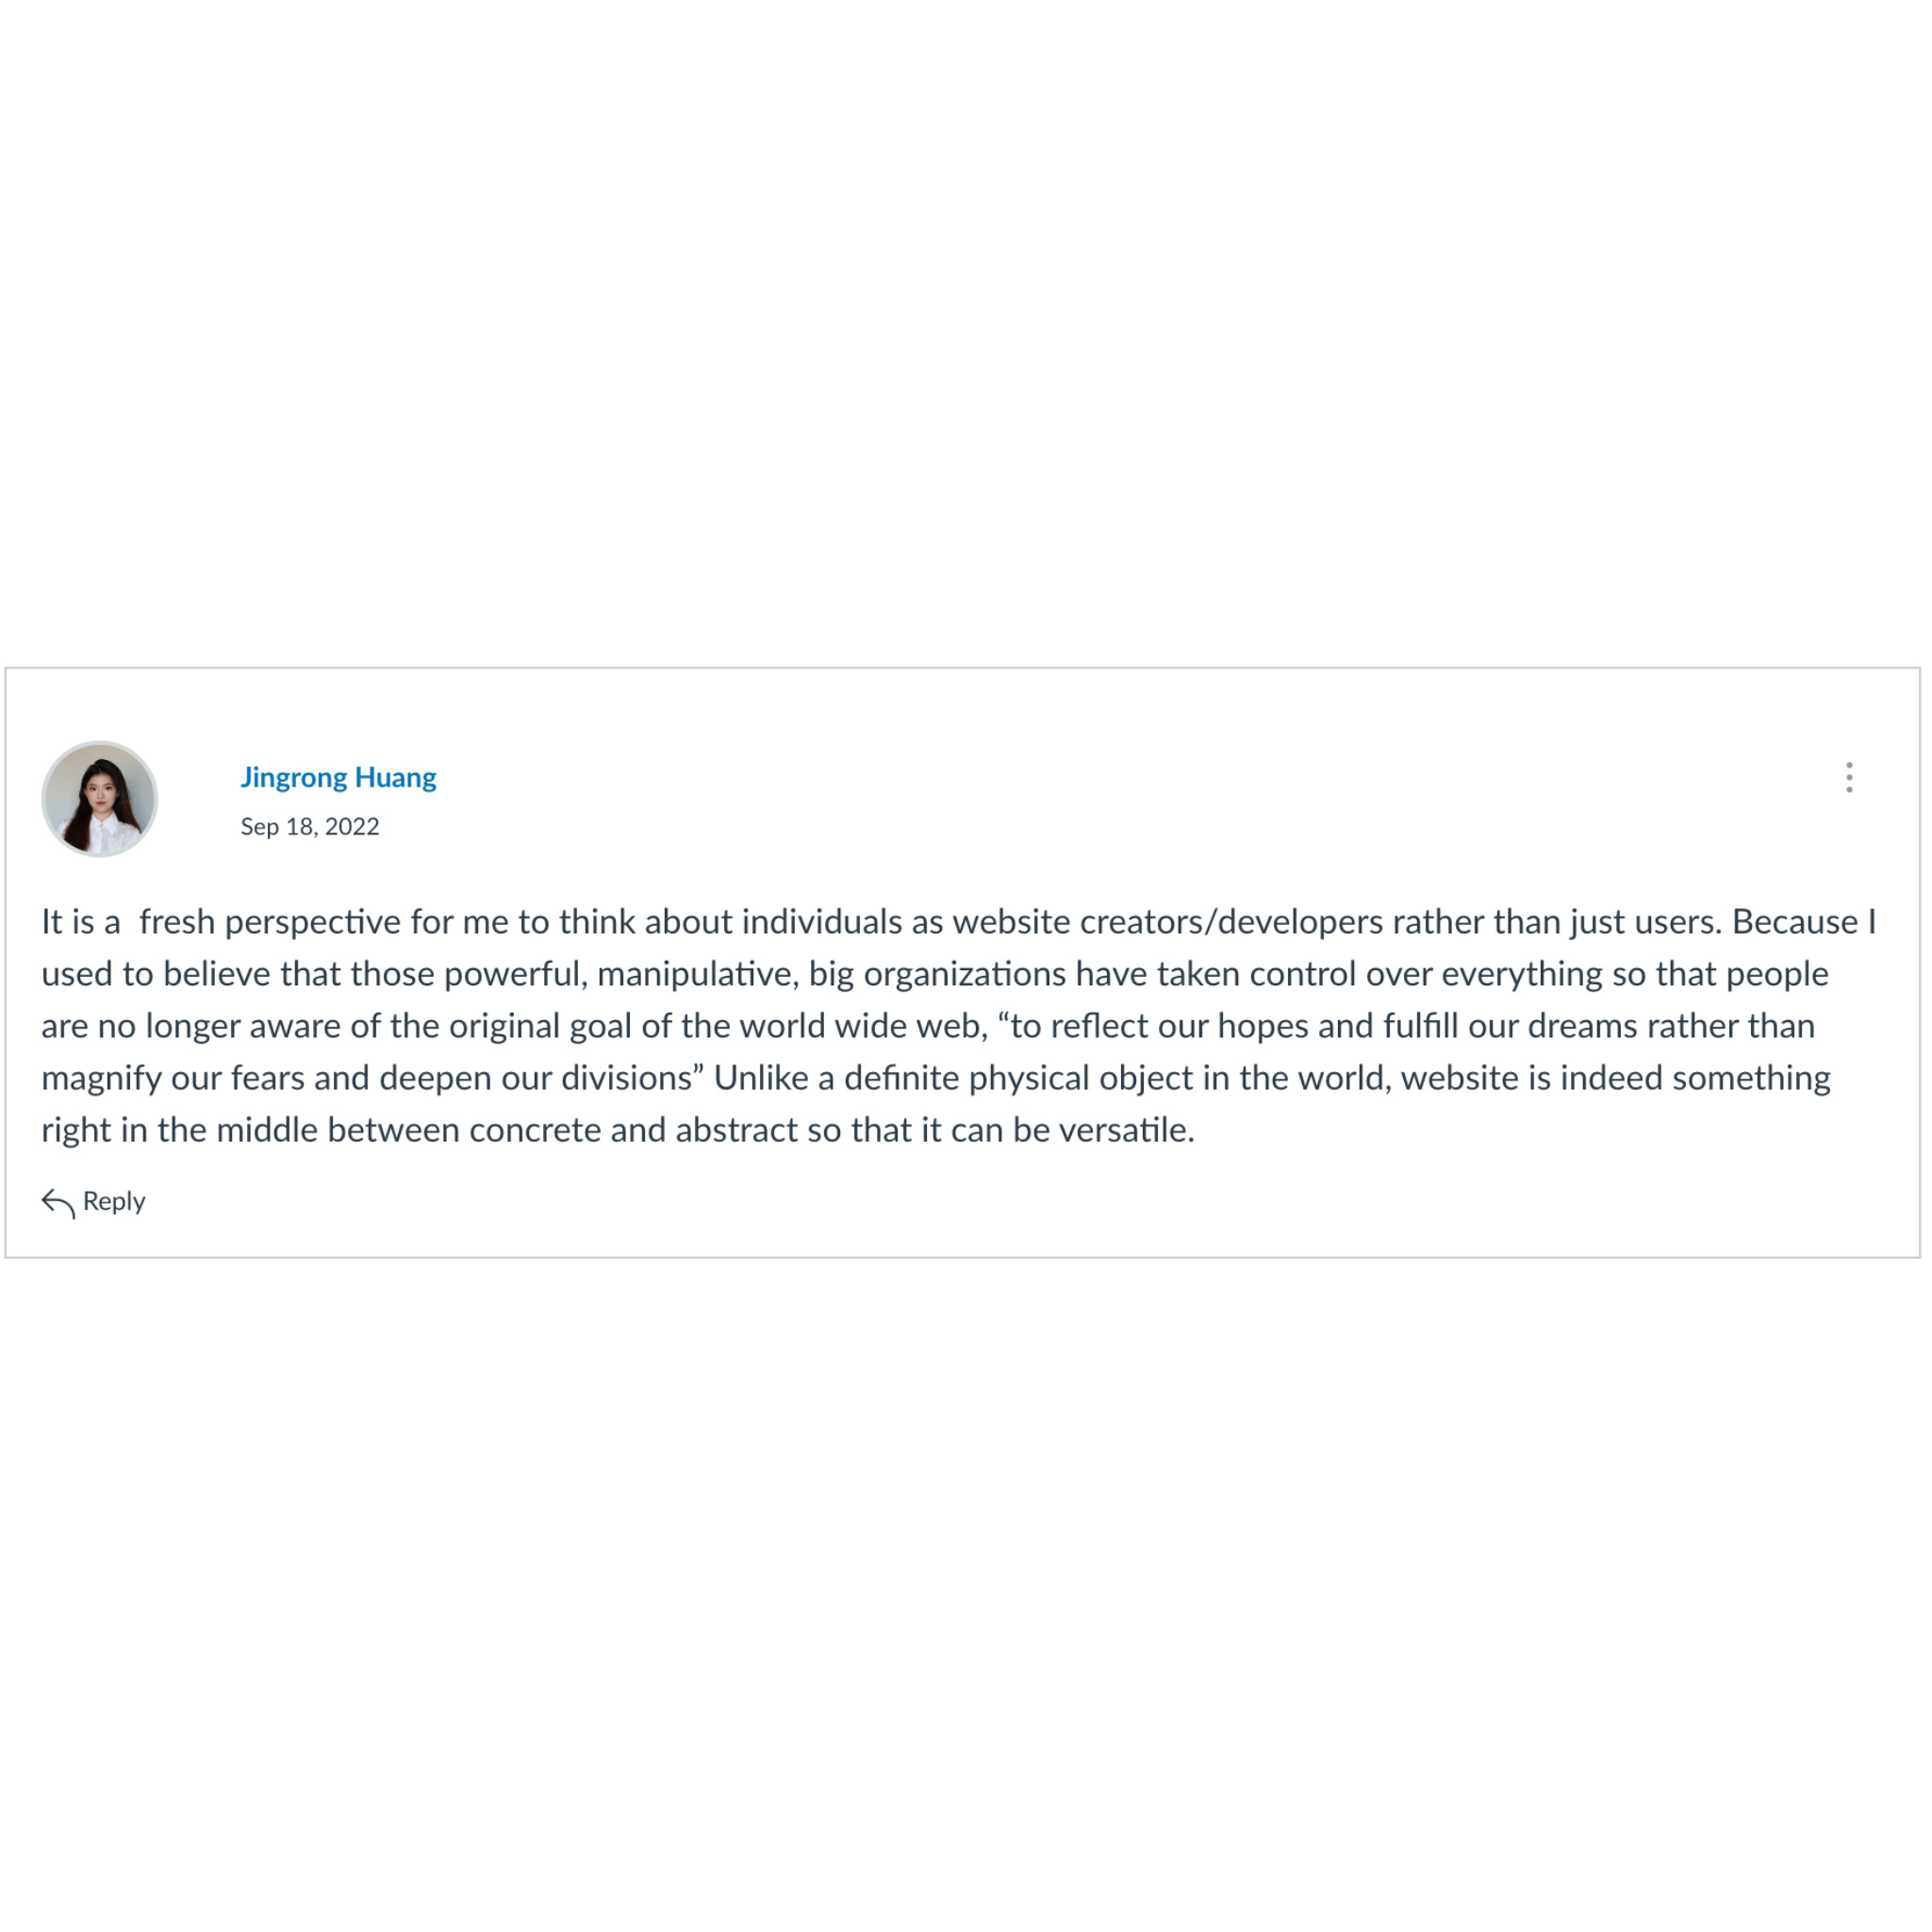 Jingrong Huang
Sep 18, 2022
It is a  fresh perspective for me to think about individuals as website creators/developers rather than just users. Because I
used to believe that those powerful, manipulative, big organizations have taken control over everything so that people
are no longer aware of the original goal of the world wide web, “to reflect our hopes and fulfill our dreams rather than
magnify our fears and deepen our divisions” Unlike a definite physical object in the world, website is indeed something
right in the middle between concrete and abstract so that it can be versatile.
Reply